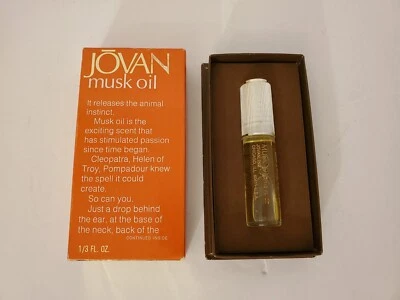 JŌVAN
musk oil
It releases the animal
instinct.
Musk oil is the
exciting scent that
has stimulated passion
since time began.
Cleopatra, Helen of
Troy, Pompadour knew
the spell it could
create.
So can you.
Just a drop behind
the ear, at the base of
the neck, back of the
CONTINUED INSIDE
1/3 FL. OZ.